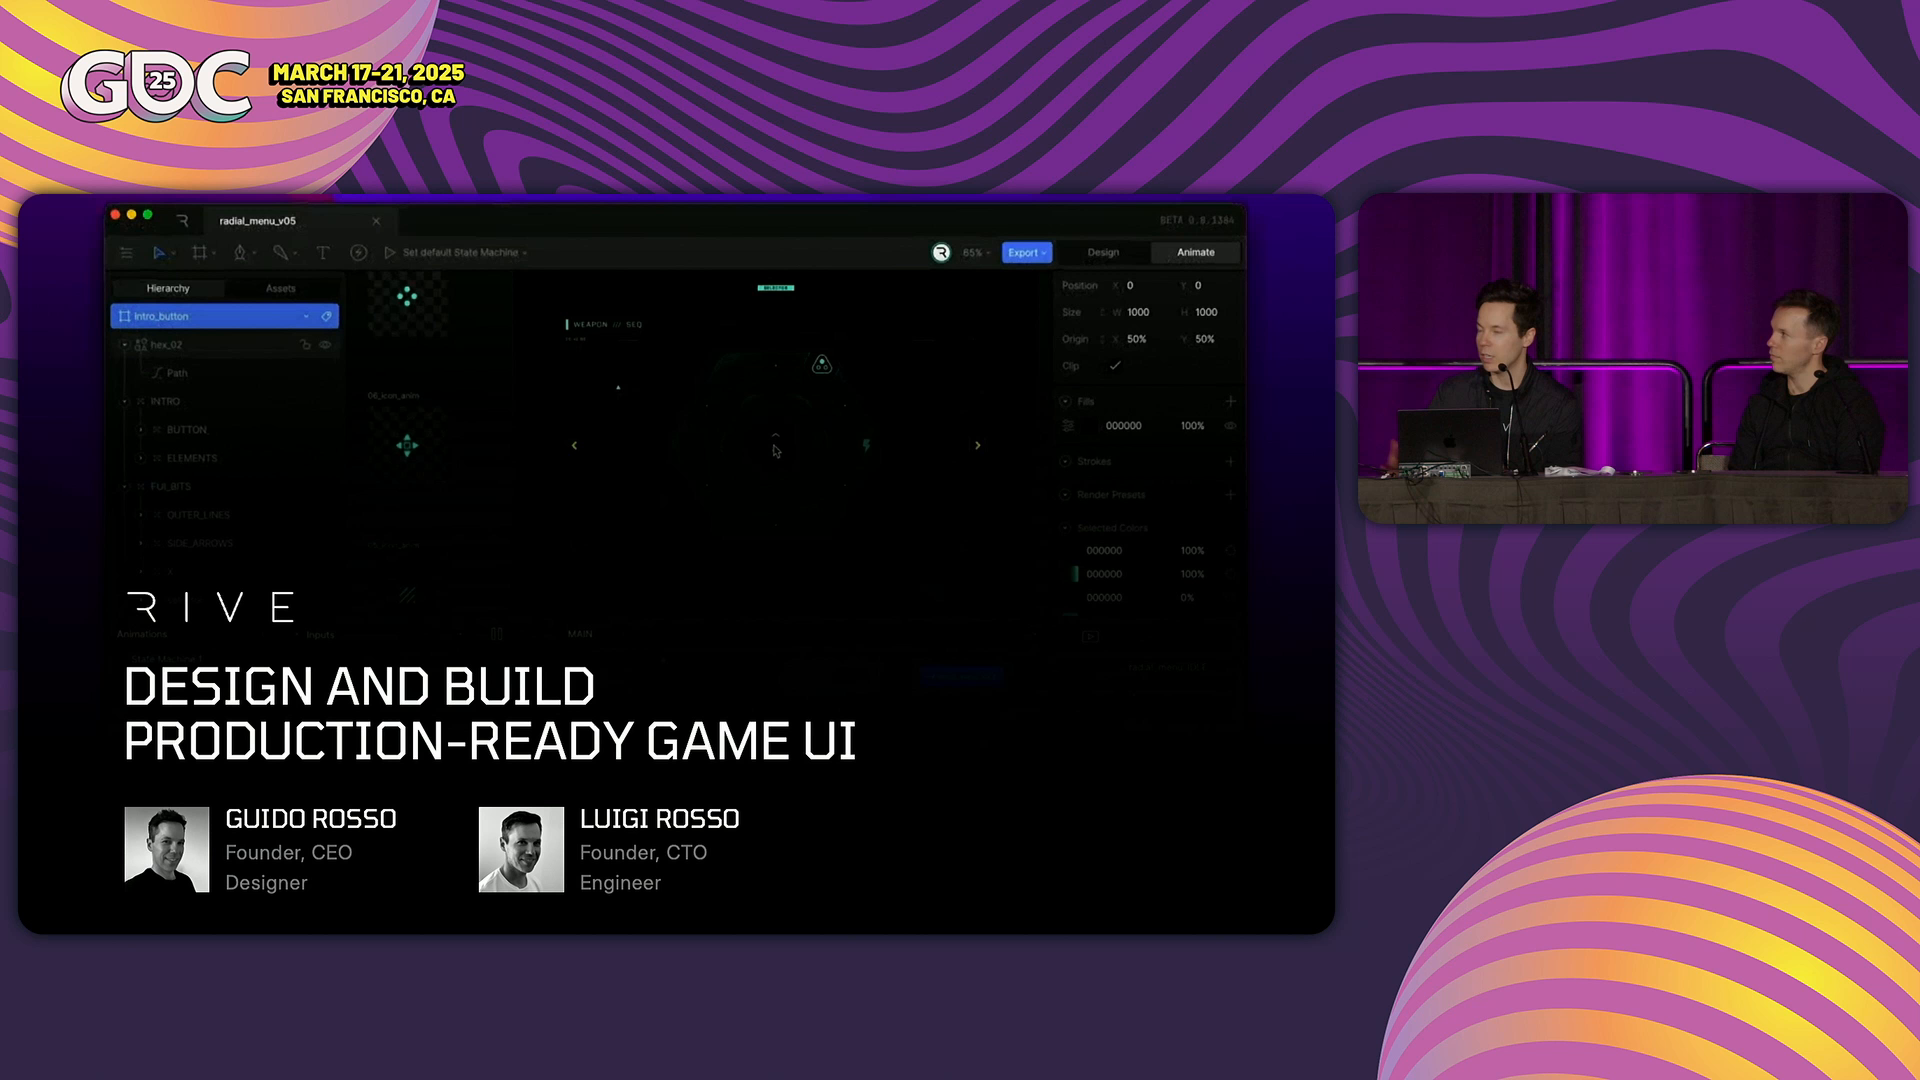 GDC
25
MARCH 17-21, 2025
SAN FRANCISCO, CA
radial_menu_v05
Set default State Machine
85%
Export
Design
Animate
Hierarchy
Assets
Intro_button
hex_02
Path
INTRO
BUTTON
ELEMENTS
FUI_BITS
OUTER_LINES
SIDE_ARROWS
06_icon_anim
WEAPON /// SEQ
Position X 0 Y 0
Size W 1000 H 1000
Origin X 50% Y 50%
Clip
Fills
000000 100%
Strokes
Render Presets
Selected Colors
000000 100%
000000 100%
000000 0%
Animations
Inputs
MAIN
RIVE
DESIGN AND BUILD
PRODUCTION-READY GAME UI
GUIDO ROSSO
Founder, CEO
Designer
LUIGI ROSSO
Founder, CTO
Engineer